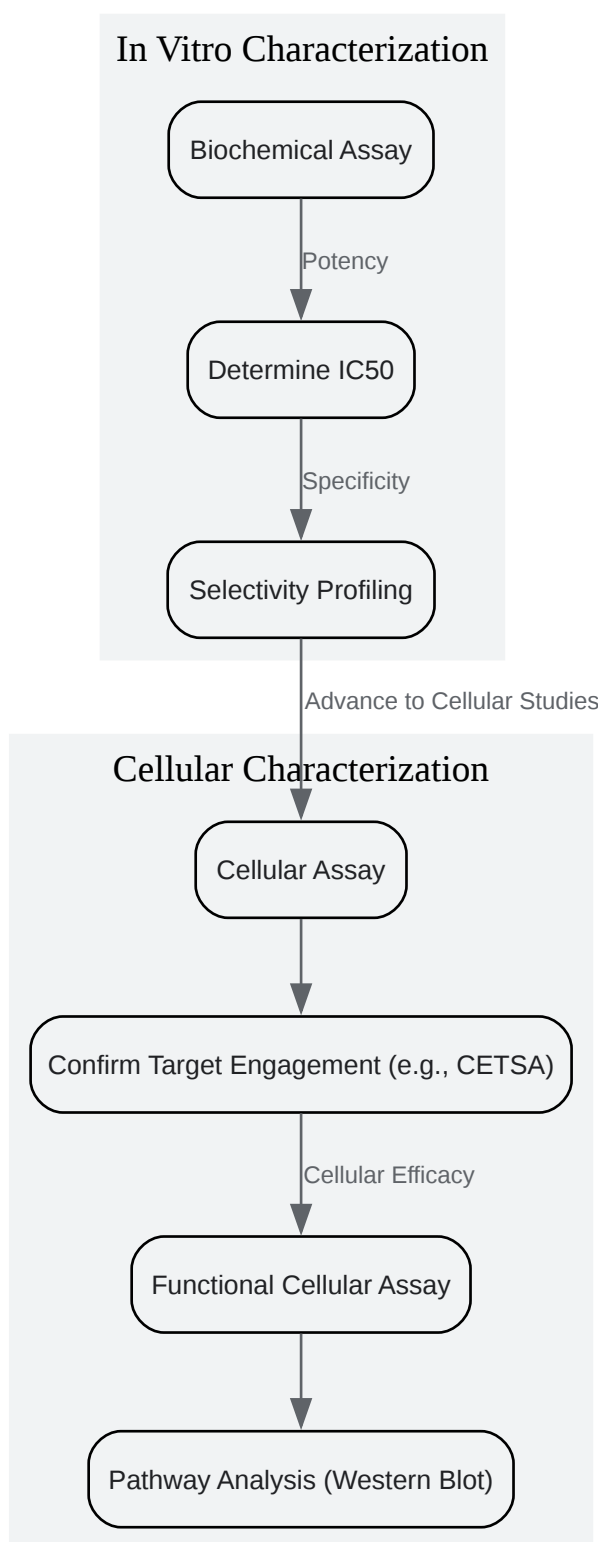 In Vitro Characterization
Biochemical Assay
Potency
Determine IC50
Specificity
Selectivity Profiling
Advance to Cellular Studies
Cellular Characterization
Cellular Assay
Confirm Target Engagement (e.g., CETSA)
Cellular Efficacy
Functional Cellular Assay
Pathway Analysis (Western Blot)